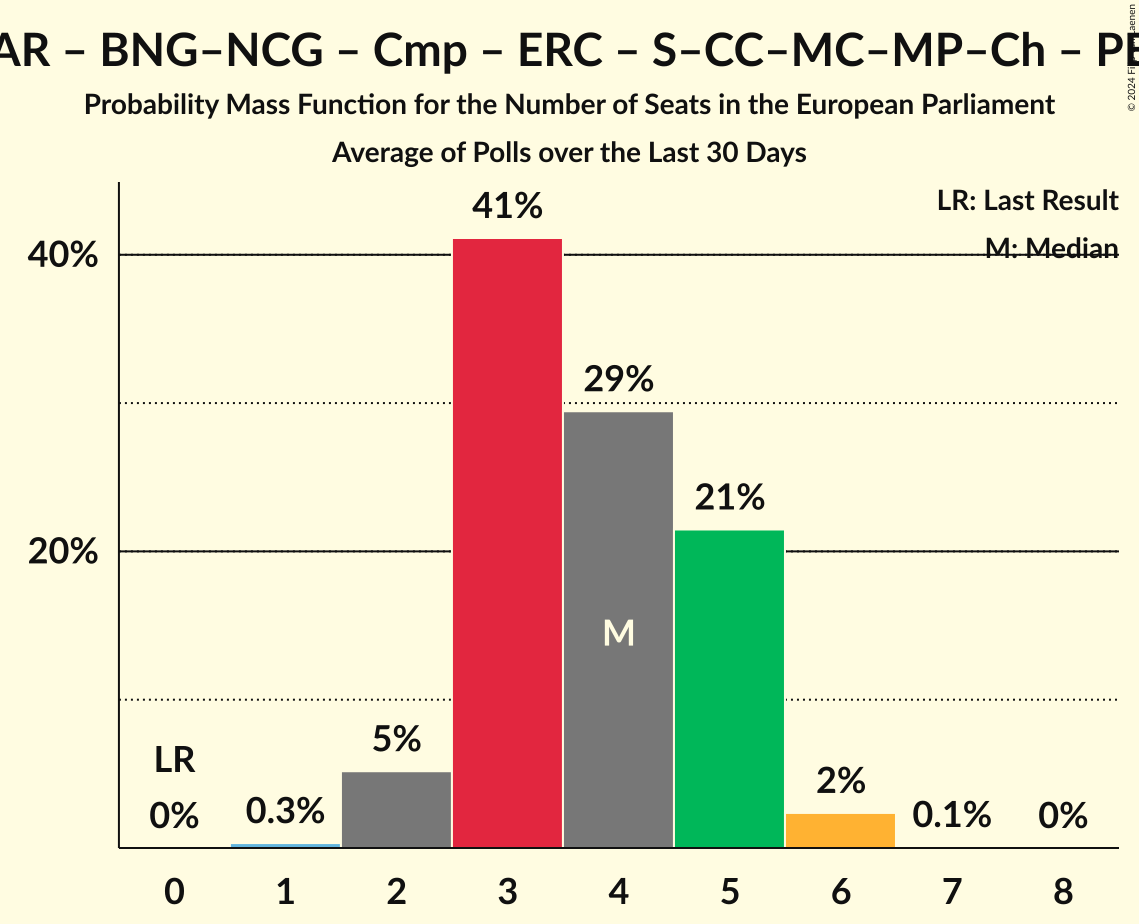 AR – BNG–NCG – Cmp – ERC – S–CC–MC–MP–Ch –
Probability Mass Function for the Number of Seats in the European Parliament
Average of Polls over the Last 30 Days
© 2024
LR: Last Result
M: Median
41%
40%
29%
21%
20%
M
5%
LR
2%
0%
0.3%
0.1%
0%
0 1 2 3 4 5 6 7 8